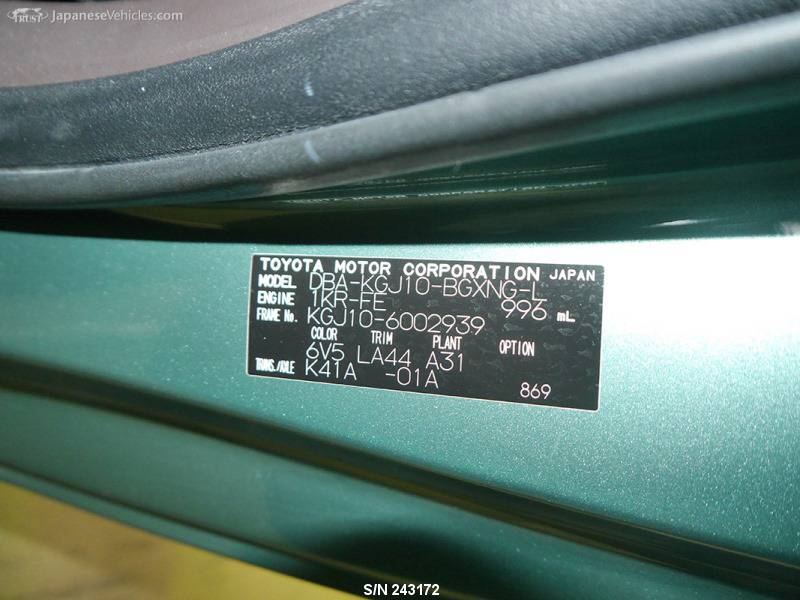 TRUST JapaneseVehicles.com
TOYOTA MOTOR CORPORATION JAPAN
MODEL DBA-KGJ10-BGXNG-L
ENGINE 1KR-FE 996 mL
FRAME No. KGJ10-6002939
COLOR TRIM PLANT OPTION
6V5 LA44 A31
TRANS./AXLE K41A -01A
869
S/N 243172